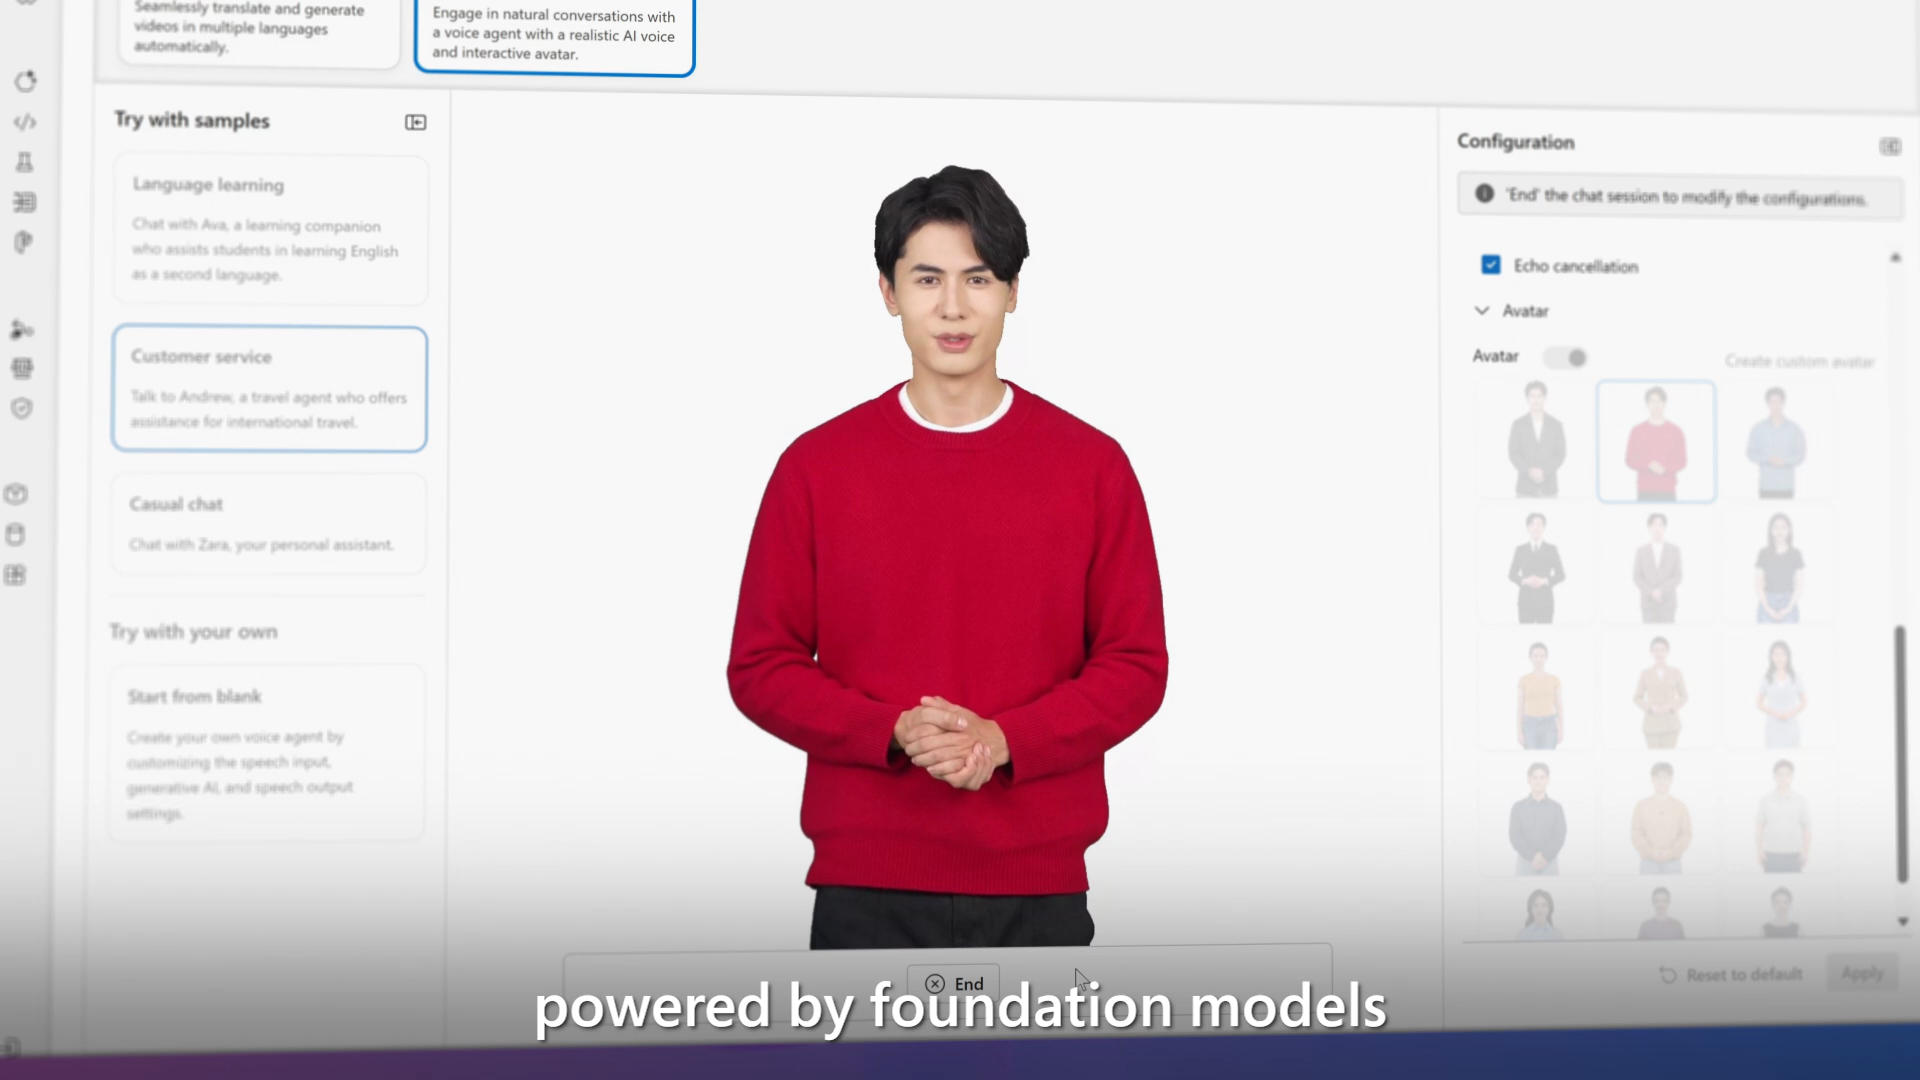 Seamlessly translate and generate
videos in multiple languages
automatically.
Engage in natural conversations with
a voice agent with a realistic AI voice
and interactive avatar.
Try with samples
Language learning
Chat with Ava, a learning companion
who assists students in learning English
as a second language.
Customer service
Talk to Andrew, a travel agent who offers
assistance for international travel.
Casual chat
Chat with Zara, your personal assistant.
Try with your own
Start from blank
Create your own voice agent by
customizing the speech input,
generative AI, and speech output
settings.
Configuration
'End' the chat session to modify the configurations.
Echo cancellation
Avatar
Avatar
Create custom avatar
Reset to default
Apply
End
powered by foundation models